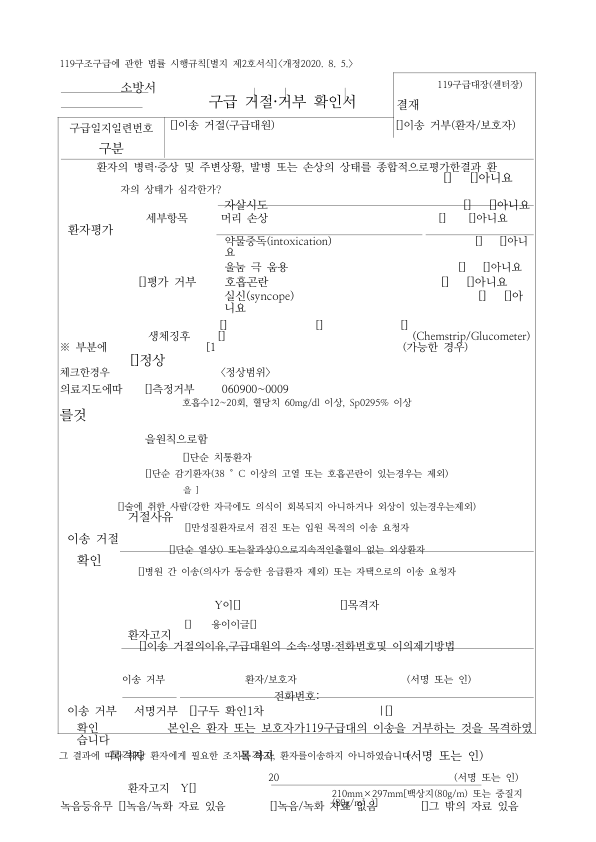 119구조구급에 관한 법률 시행규칙[별지 제2호서식]<개정2020. 8. 5.>
소방서
119구급대장(센터장)
구급 거절·거부 확인서
결재
구급일지일련번호
[]이송 거절(구급대원)
[]이송 거부(환자/보호자)
구분
환자의 병력·증상 및 주변상황, 발병 또는 손상의 상태를 종합적으로평가한결과 환
[] []아니요
자의 상태가 심각한가?
자살시도 [] []아니요
세부항목 머리 손상 [] []아니요
환자평가
약물중독(intoxication) [] []아니
요
울눔 극 움용 [] []아니요
[]평가 거부 호흡곤란 [] []아니요
실신(syncope) [] []아
니요
[] [] []
생체징후 [] (Chemstrip/Glucometer)
※ 부분에 [1 (가능한 경우)
[]정상
체크한경우 <정상범위>
의료지도에따 []측정거부 060900~0009
호흡수12~20회, 혈당치 60mg/dl 이상, Sp0295% 이상
를것
을원칙으로함
[]단순 치통환자
[]단순 감기환자(38 ° C 이상의 고열 또는 호흡곤란이 있는경우는 제외)
을 ]
[]술에 취한 사람(강한 자극에도 의식이 회복되지 아니하거나 외상이 있는경우는제외)
거절사유
[]만성질환자로서 검진 또는 입원 목적의 이송 요청자
이송 거절
[]단순 열상() 또는찰과상()으로지속적인출혈이 없는 외상환자
확인
[]병원 간 이송(의사가 동승한 응급환자 제외) 또는 자택으로의 이송 요청자
Y이[] []목격자
[] 용이이글[]
환자고지
[]이송 거절의이유,구급대원의 소속·성명·전화번호및 이의제기방법
이송 거부 환자/보호자 (서명 또는 인)
전화번호:
이송 거부 서명거부 []구두 확인1차 |[]
확인 본인은 환자 또는 보호자가119구급대의 이송을 거부하는 것을 목격하였
습니다
그 결과에 따 환자에게 필요한 조치 환자를이송하지 아니하였습니다 (서명 또는 인)
20 (서명 또는 인)
환자고지 Y[]
210mm×297mm[백상지(80g/m) 또는 중질지
녹음등유무 []녹음/녹화 자료 있음 []녹음/녹화 자료 없음 []그 밖의 자료 있음